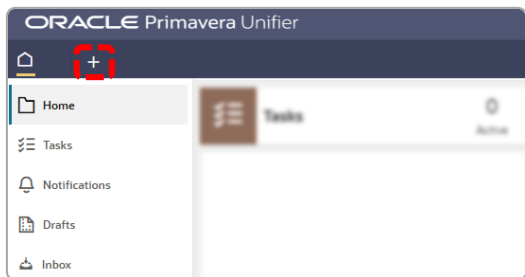 ORACLE Primavera Unifier
+
Home
Tasks
Notifications
Drafts
Inbox
Tasks
0
Active